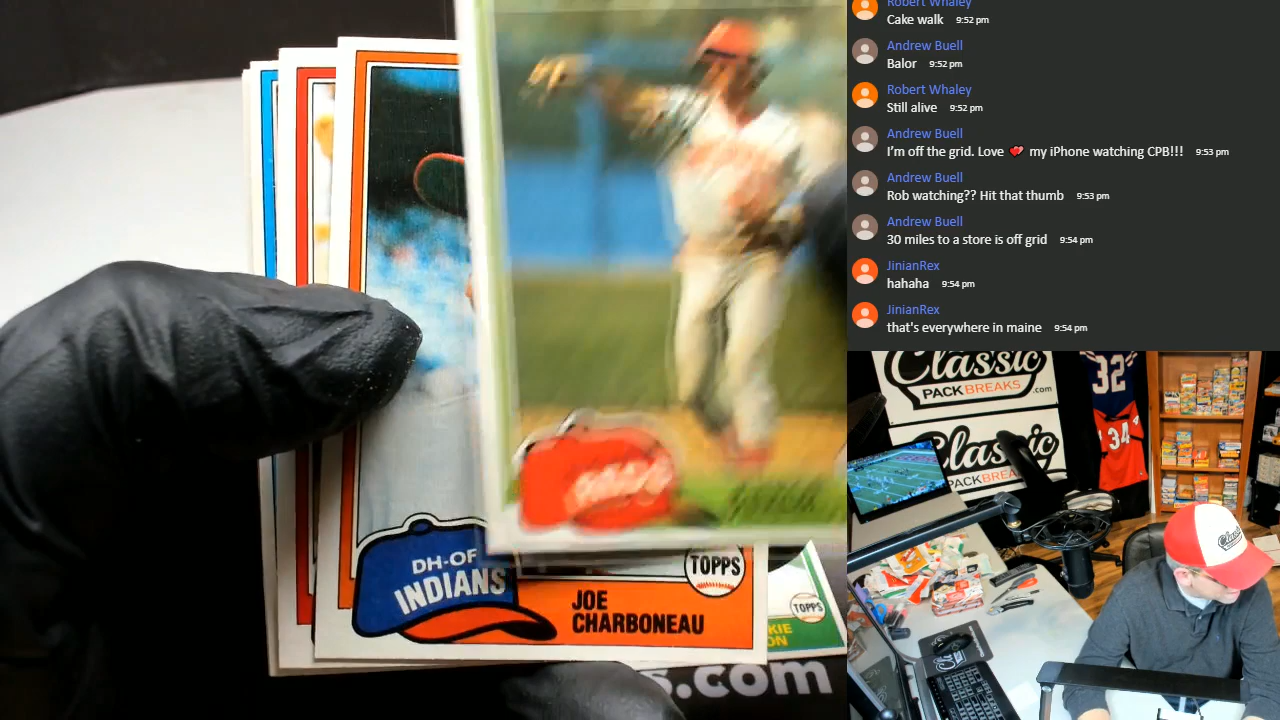 Robert Whaley
Cake walk 9:52 pm
Andrew Buell
Balor 9:52 pm
Robert Whaley
Still alive 9:52 pm
Andrew Buell
I'm off the grid. Love 💕 my iPhone watching CPB!!! 9:53 pm
Andrew Buell
Rob watching?? Hit that thumb 9:53 pm
Andrew Buell
30 miles to a store is off grid 9:54 pm
JinianRex
hahaha 9:54 pm
JinianRex
that's everywhere in maine 9:54 pm
DH-OF
INDIANS
TOPPS
JOE
CHARBONEAU
TOPPS
s.com
Classic
PACK BREAKS.com
Classic
PACK BREAKS
32
34
Classic